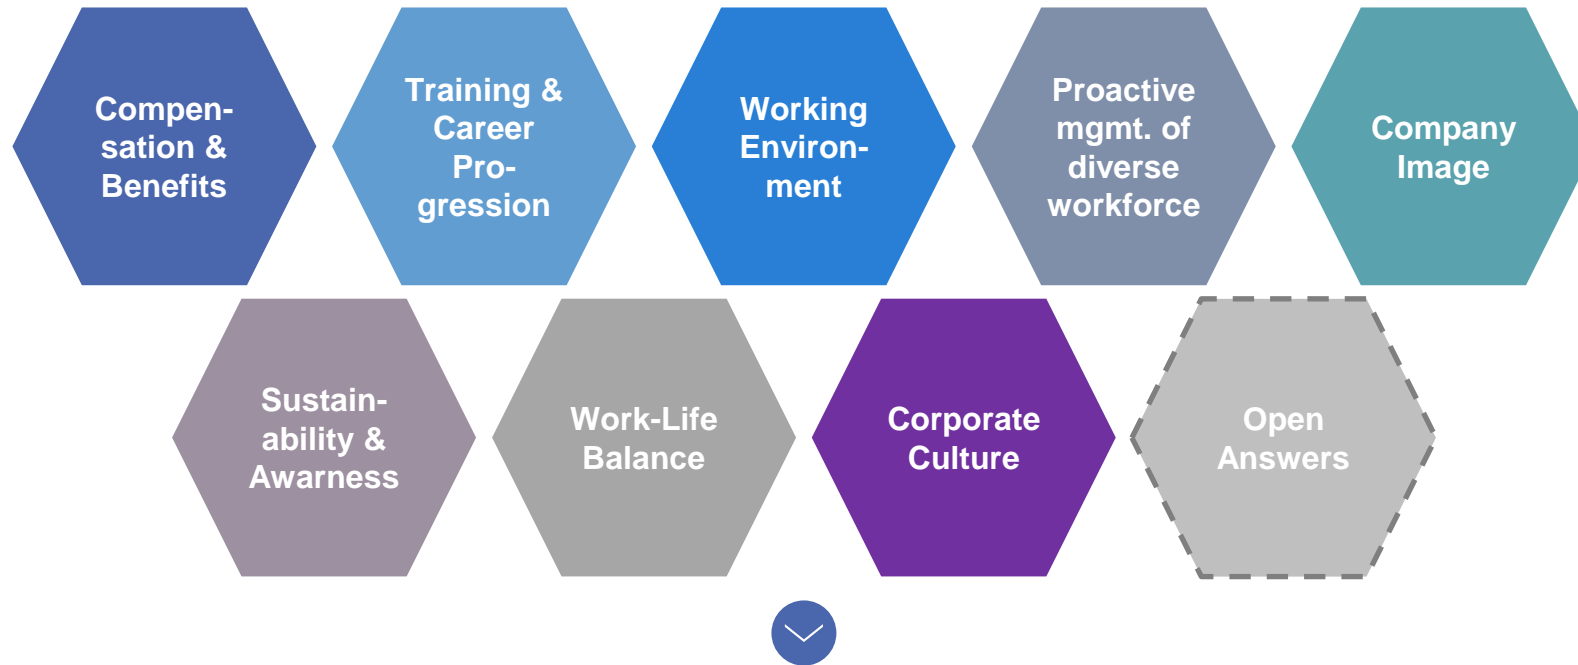 Compen-
sation &
Benefits
Training &
Career
Pro-
gression
Working
Environ-
ment
Proactive
mgmt. of
diverse
workforce
Company
Image
Sustain-
ability &
Awarness
Work-Life
Balance
Corporate
Culture
Open
Answers